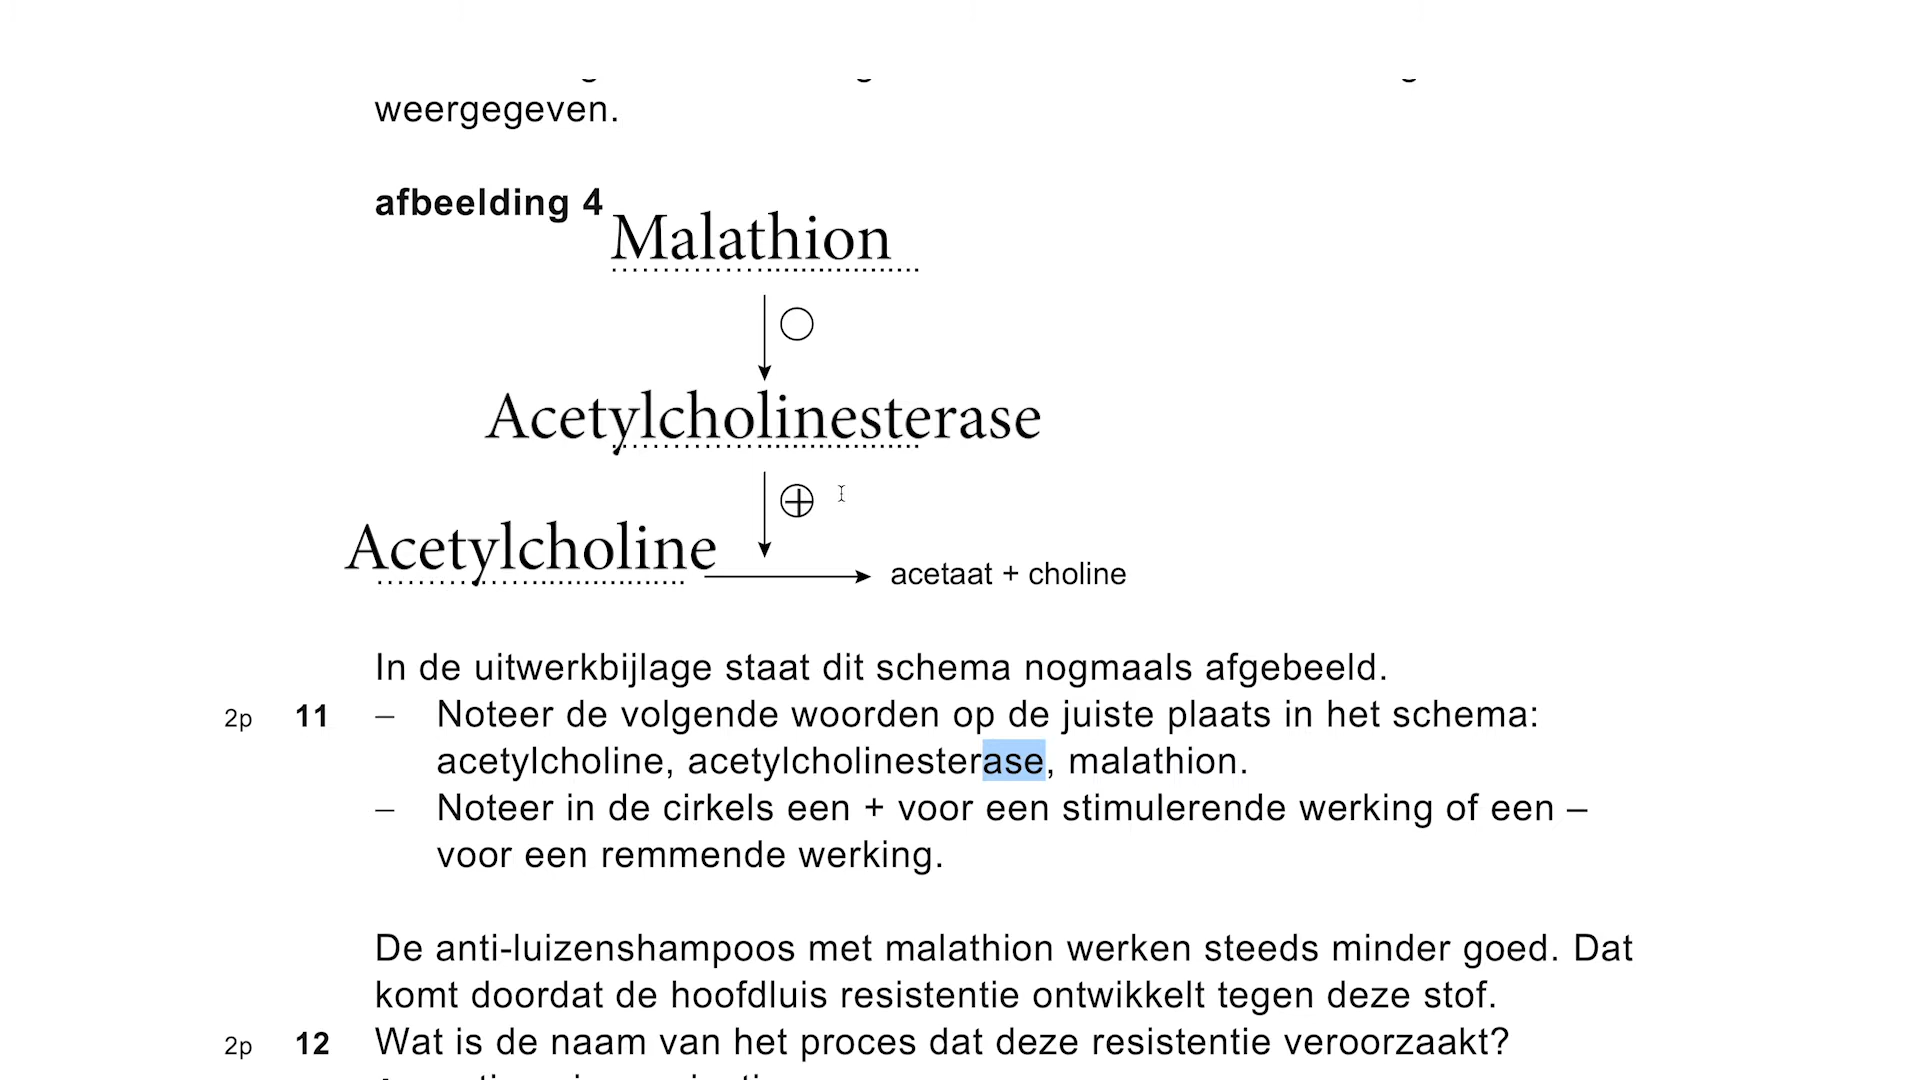 weergegeven.
afbeelding 4
Malathion
Acetylcholinesterase
Acetylcholine
acetaat + choline
In de uitwerkbijlage staat dit schema nogmaals afgebeeld.
2p 11 – Noteer de volgende woorden op de juiste plaats in het schema:
acetylcholine, acetylcholinesterase, malathion.
– Noteer in de cirkels een + voor een stimulerende werking of een –
voor een remmende werking.
De anti-luizenshampoos met malathion werken steeds minder goed. Dat
komt doordat de hoofdluis resistentie ontwikkelt tegen deze stof.
2p 12 Wat is de naam van het proces dat deze resistentie veroorzaakt?